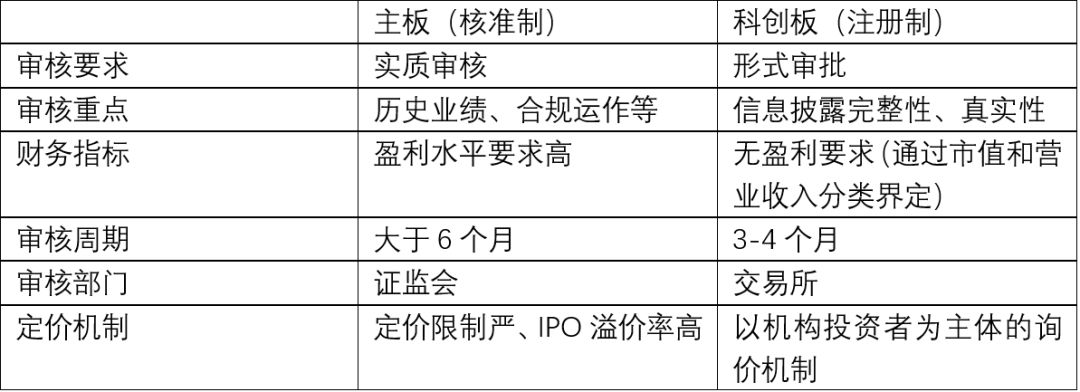 主板（核准制） 科创板（注册制）
审核要求 实质审核 形式审批
审核重点 历史业绩、合规运作等 信息披露完整性、真实性
财务指标 盈利水平要求高 无盈利要求（通过市值和营
业收入分类界定）
审核周期 大于 6 个月 3-4 个月
审核部门 证监会 交易所
定价机制 定价限制严、IPO 溢价率高 以机构投资者为主体的询
价机制